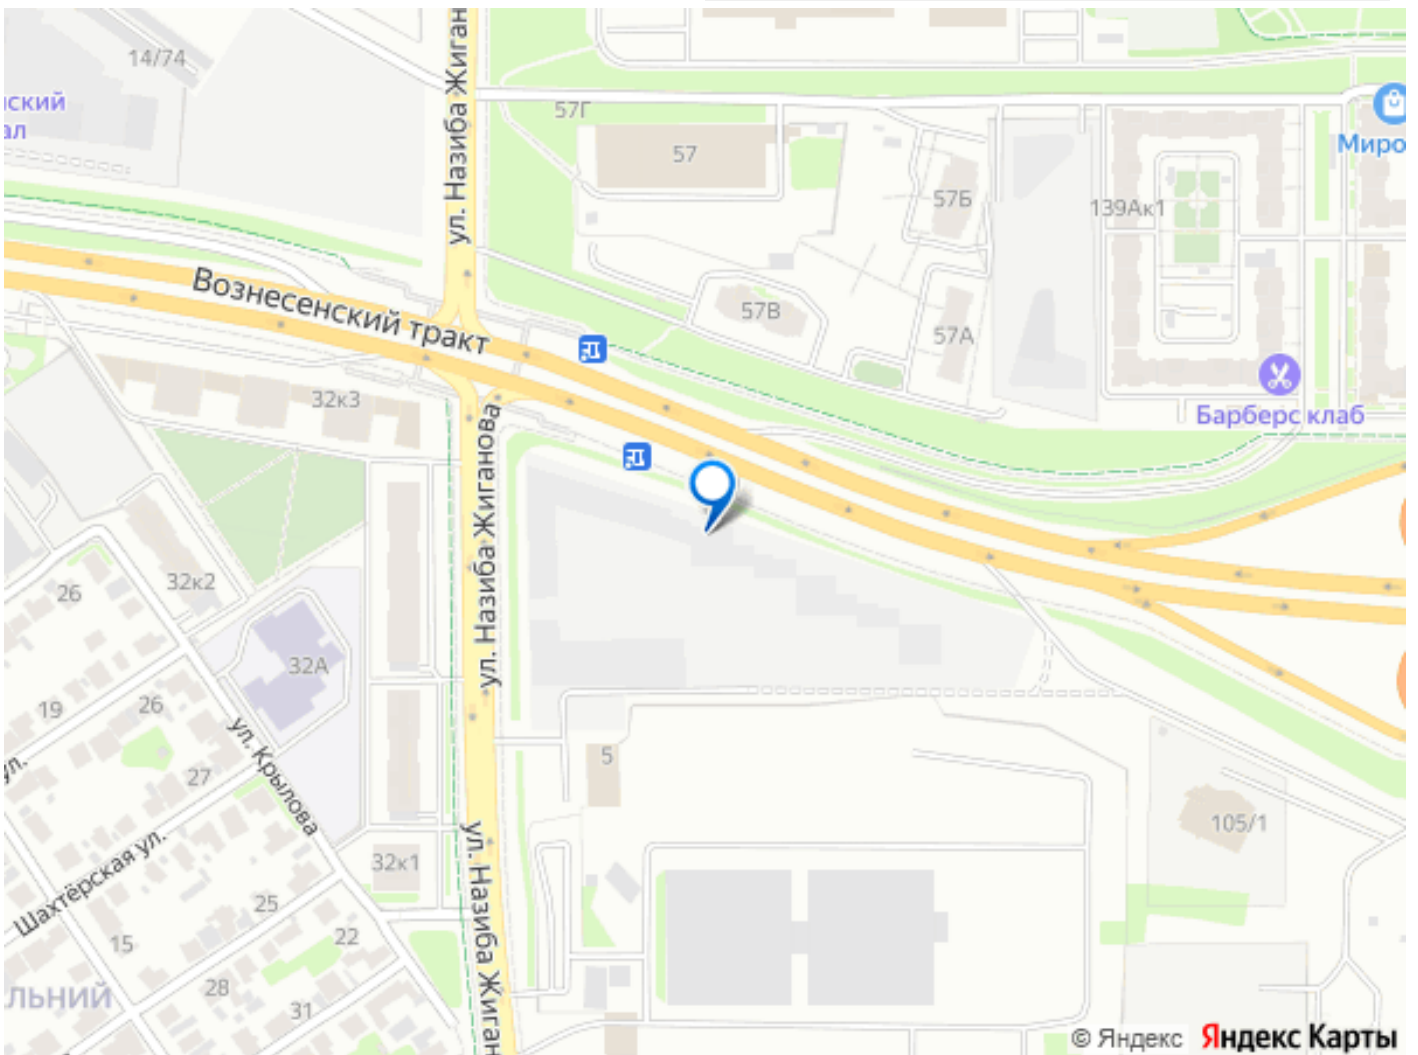 14/74
ский
ал
ул. Назиба Жиган
57Г
57
57Б
139Ак1
Миро
Вознесенский тракт
57В
57А
32к3
Барберс клаб
ул. Назиба Жиганова
26
32к2
32А
19
26
ул.
ул. Крылова
27
5
105/1
Шахтёрская ул.
32к1
ул. Назиба Жиган
25
15
22
льний
28
31
© Яндекс Яндекс Карты